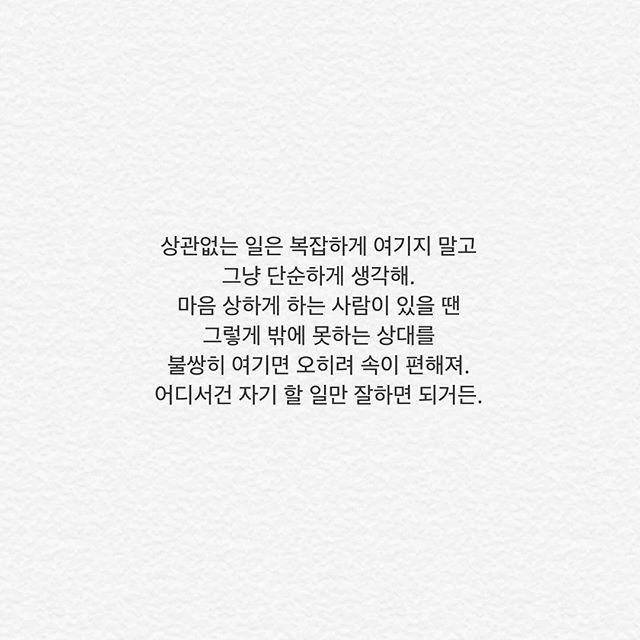 상관없는 일은 복잡하게 여기지 말고
그냥 단순하게 생각해.
마음 상하게 하는 사람이 있을 땐
그렇게 밖에 못하는 상대를
불쌍히 여기면 오히려 속이 편해져.
어디서건 자기 할 일만 잘하면 되거든.